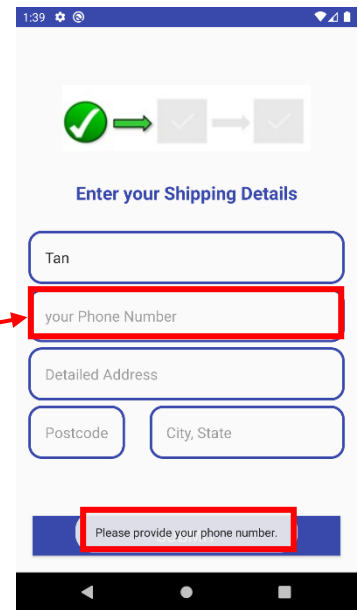 1:39
Enter your Shipping Details
Tan
your Phone Number
Detailed Address
Postcode
City, State
Please provide your phone number.